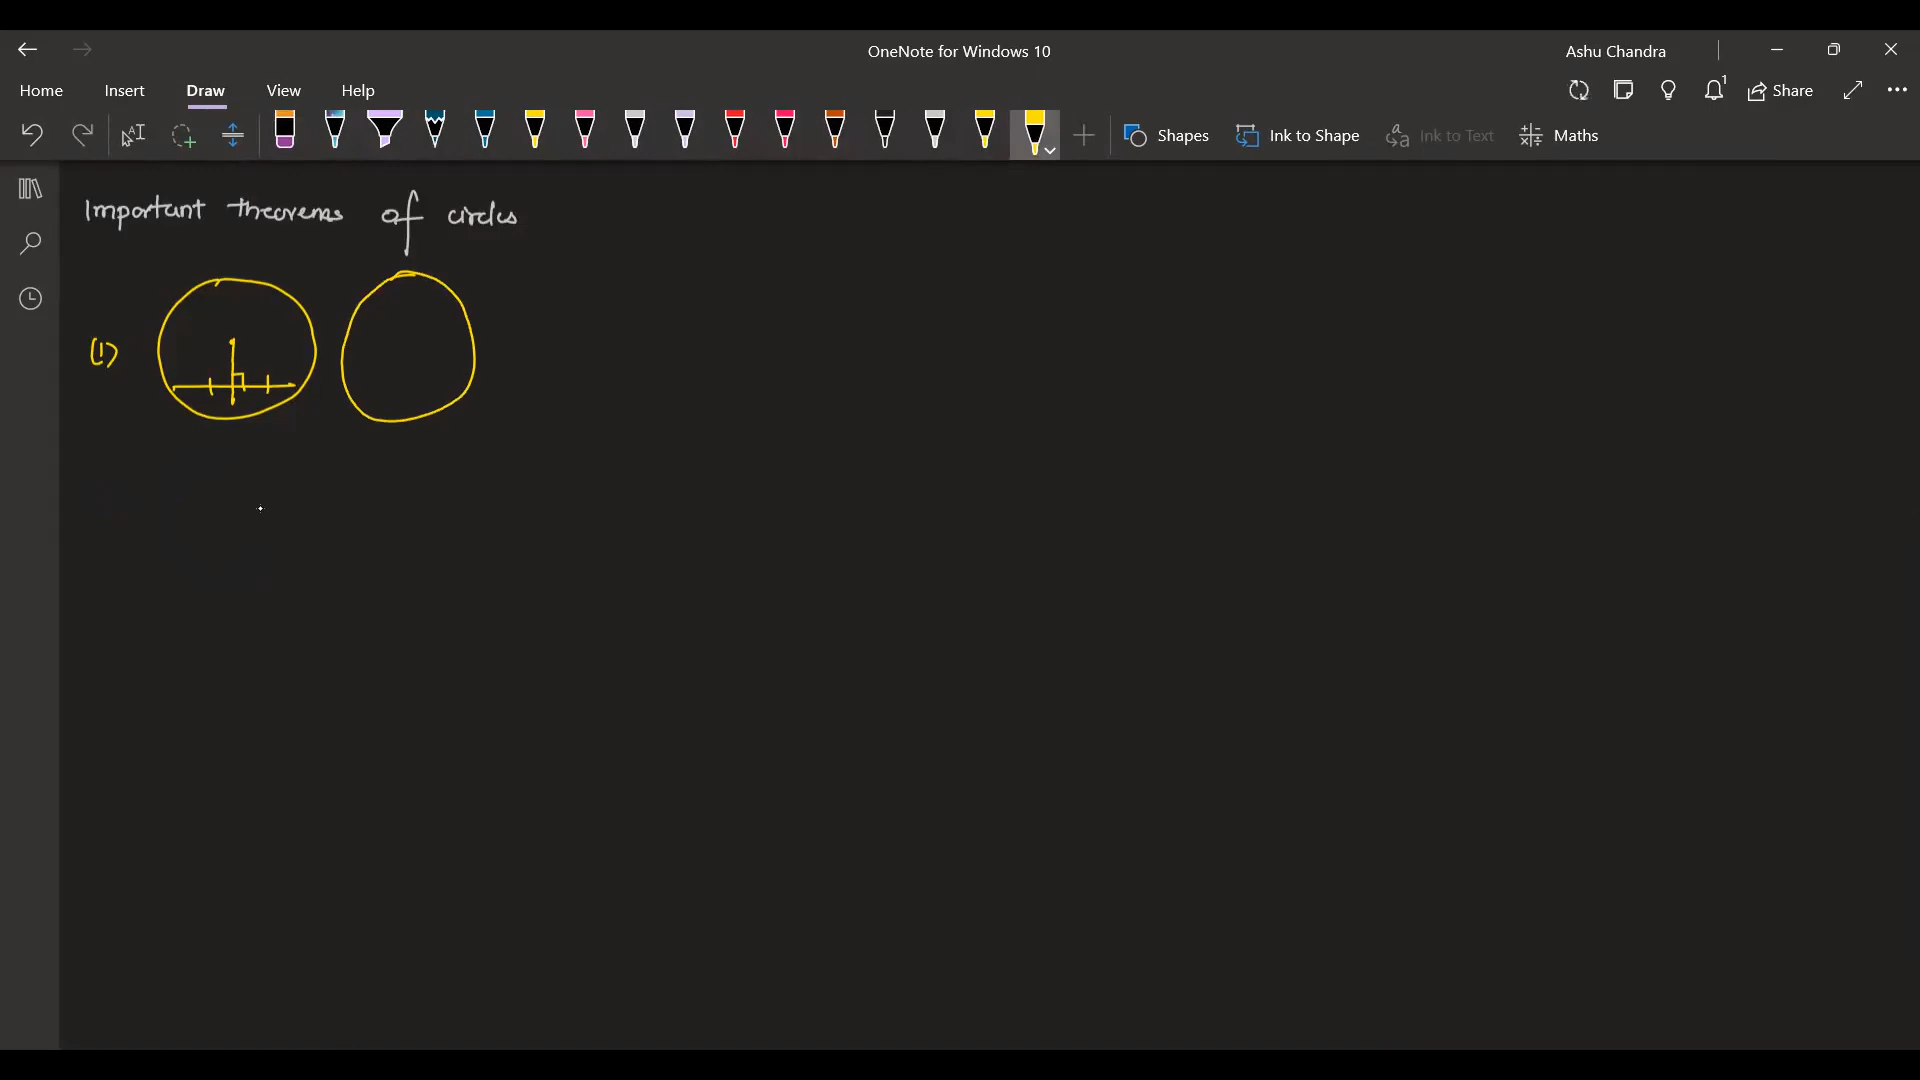 OneNote for Windows 10
Ashu Chandra
Home Insert Draw View Help
1
Share
Shapes Ink to Shape Ink to Text Maths
Important theorems of circles
(1)